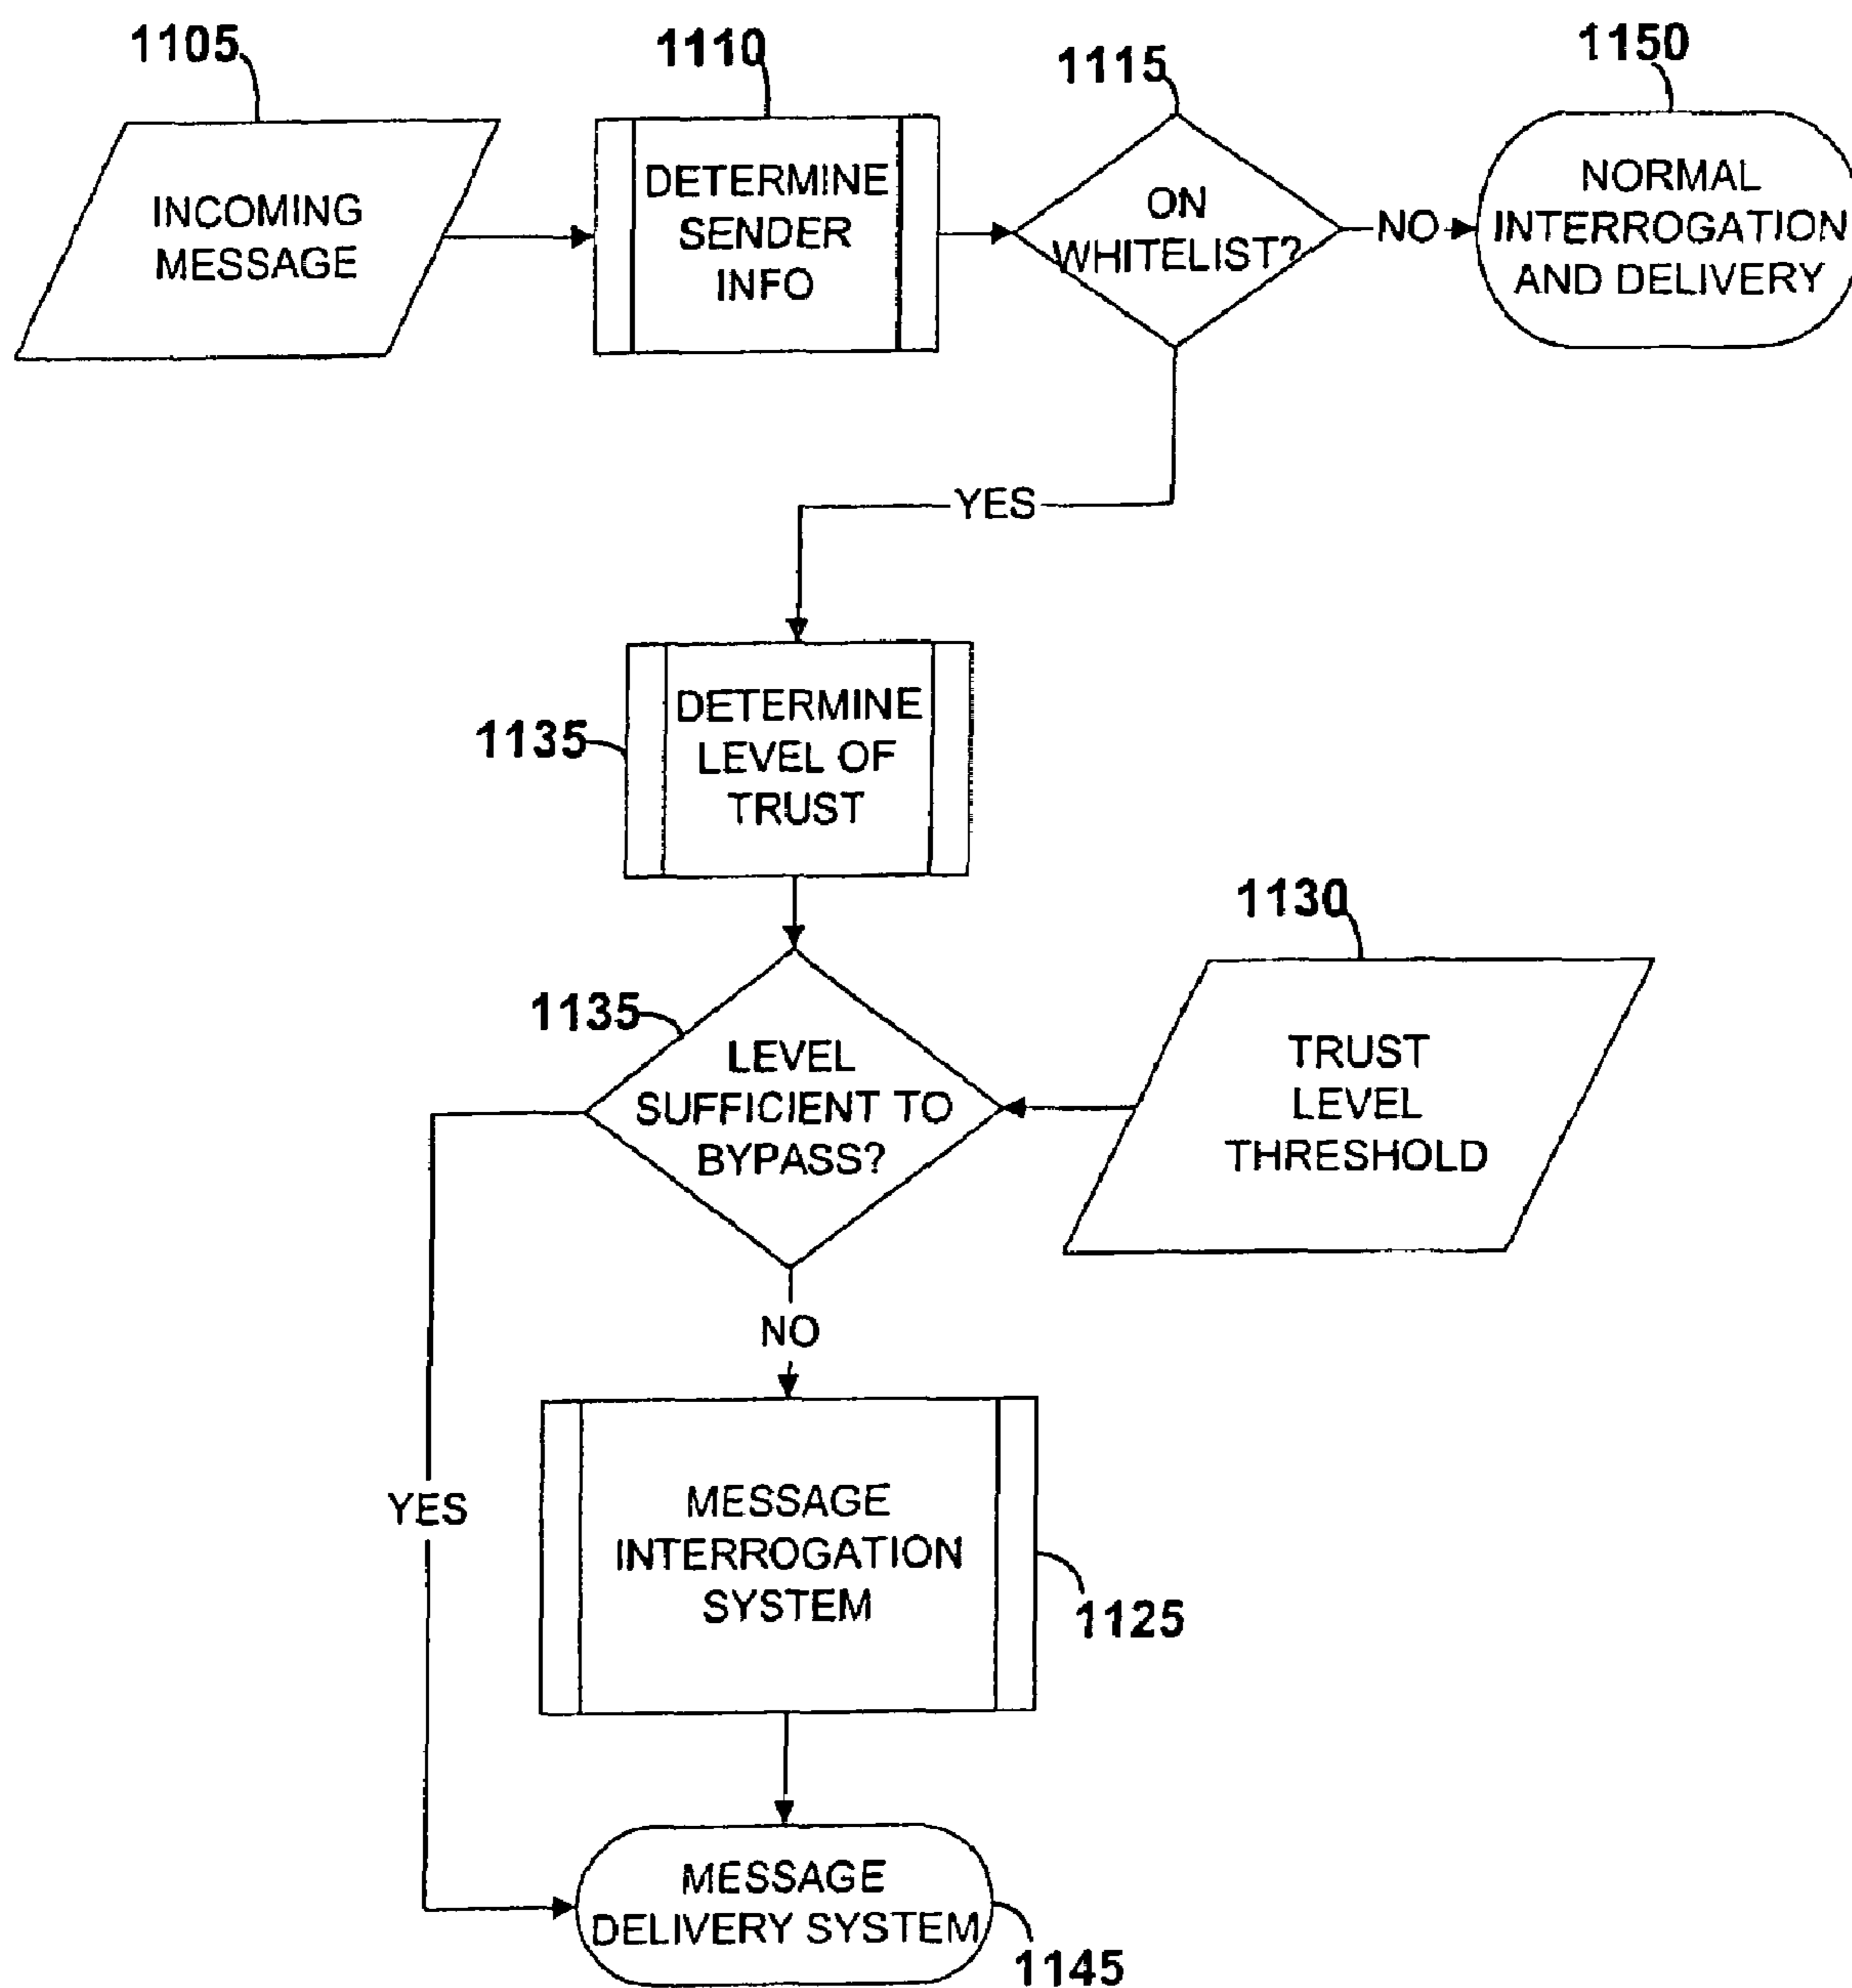 1105
INCOMING
MESSAGE
1110
DETERMINE
SENDER
INFO
1115
ON
WHITELIST?
NO
1150
NORMAL
INTERROGATION
AND DELIVERY
YES
1135
DETERMINE
LEVEL OF
TRUST
1130
TRUST
LEVEL
THRESHOLD
1135
LEVEL
SUFFICIENT TO
BYPASS?
NO
YES
MESSAGE
INTERROGATION
SYSTEM
1125
MESSAGE
DELIVERY SYSTEM
1145